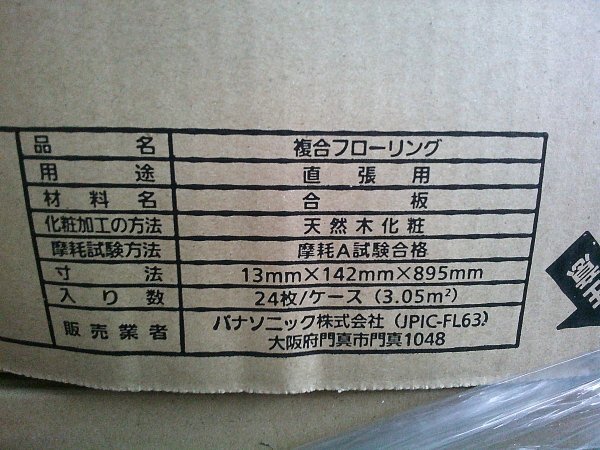 品名 複合フローリング
用途 直張用
材料名 合板
化粧加工の方法 天然木化粧
摩耗試験方法 摩耗A試験合格
寸法 13mm×142mm×895mm
入り数 24枚/ケース (3.05m²)
販売業者 パナソニック株式会社 (JPIC-FL63)
大阪府門真市門真1048